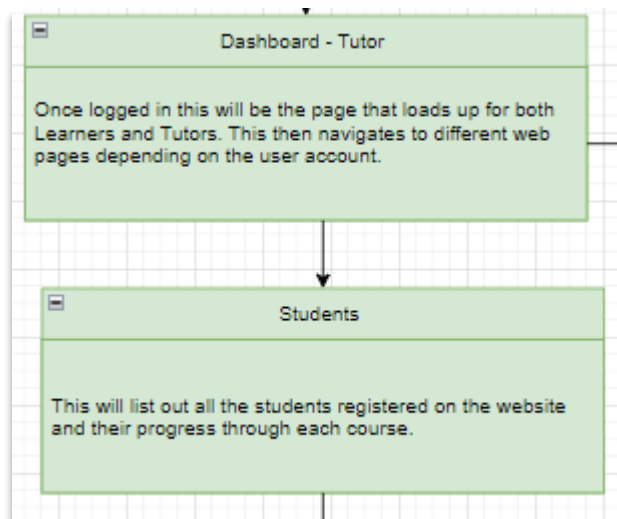 Dashboard - Tutor
Once logged in this will be the page that loads up for both
Learners and Tutors. This then navigates to different web
pages depending on the user account.
Students
This will list out all the students registered on the website
and their progress through each course.